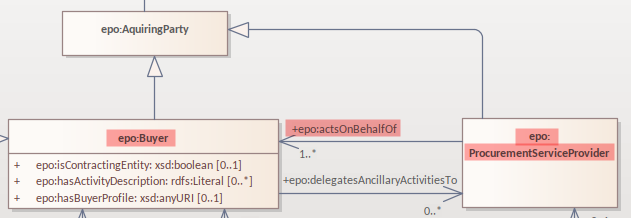 epo:AquiringParty
epo:Buyer
+ epo:isContractingEntity: xsd:boolean [0..1]
+ epo:hasActivityDescription: rdfs:Literal [0..*]
+ epo:hasBuyerProfile: xsd:anyURI [0..1]
+epo:actsOnBehalfOf
1..*
+epo:delegatesAncillaryActivitiesTo
0..*
epo:
ProcurementServiceProvider